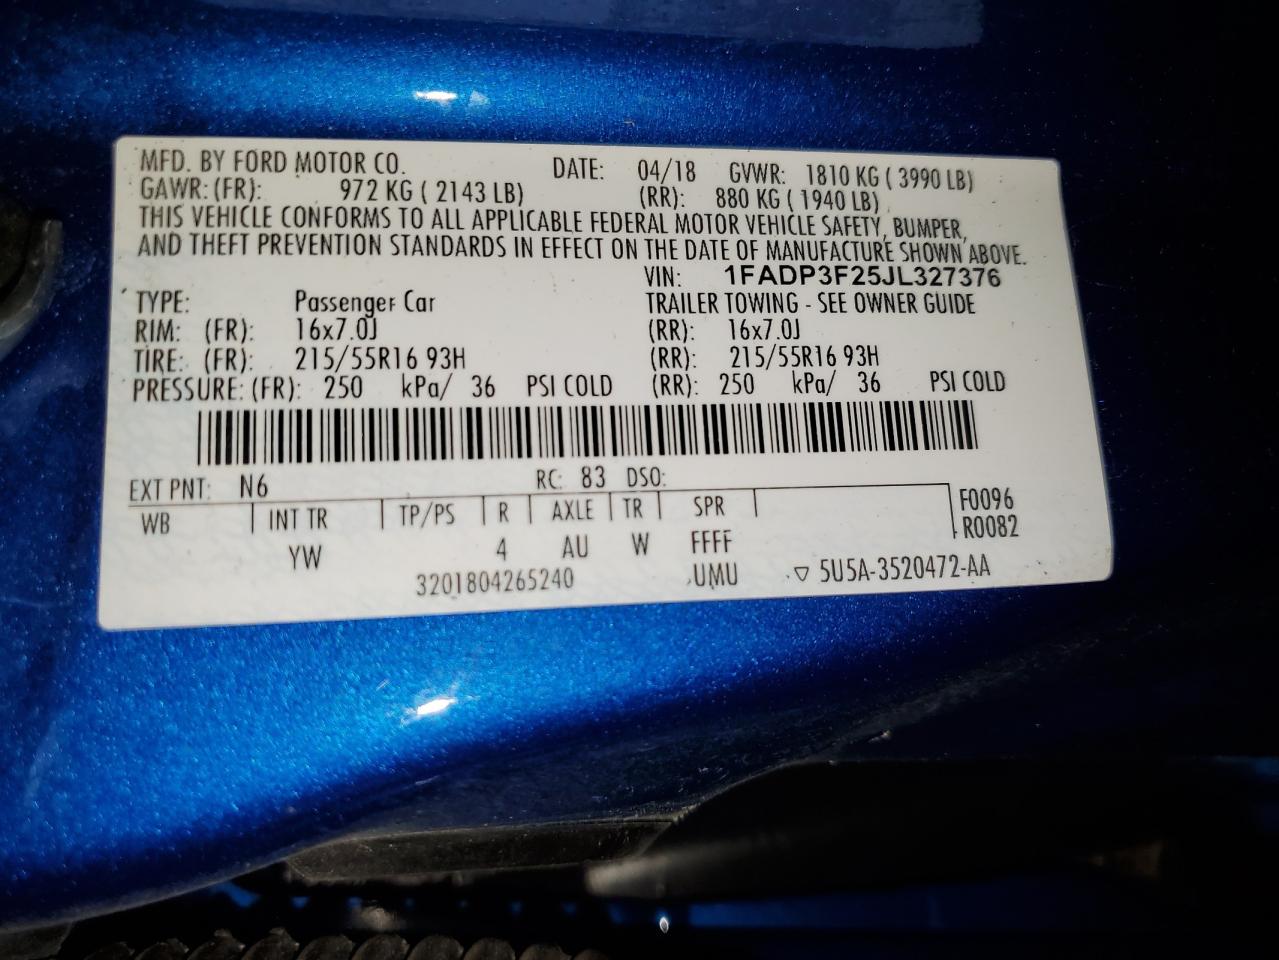 MFD. BY FORD MOTOR CO. DATE: 04/18 GVWR: 1810 KG ( 3990 LB)
GAWR: (FR): 972 KG ( 2143 LB) (RR): 880 KG ( 1940 LB)
THIS VEHICLE CONFORMS TO ALL APPLICABLE FEDERAL MOTOR VEHICLE SAFETY, BUMPER,
AND THEFT PREVENTION STANDARDS IN EFFECT ON THE DATE OF MANUFACTURE SHOWN ABOVE.
VIN: 1FADP3F25JL327376
TYPE: Passenger Car TRAILER TOWING - SEE OWNER GUIDE
RIM: (FR): 16x7.0J (RR): 16x7.0J
TIRE: (FR): 215/55R16 93H (RR): 215/55R16 93H
PRESSURE: (FR): 250 kPa/ 36 PSI COLD (RR): 250 kPa/ 36 PSI COLD
EXT PNT: N6 RC: 83 DSO:
WB INT TR TP/PS R AXLE TR SPR F0096
R0082
YW 4 AU W FFFF
3201804265240 UMU ▽ 5U5A-3520472-AA